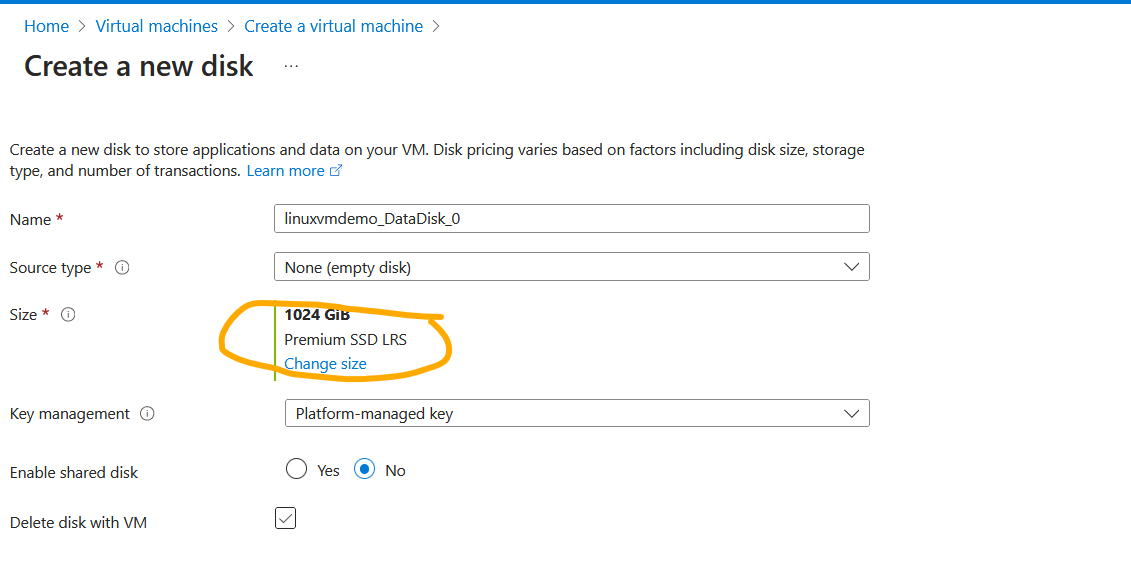 Home > Virtual machines > Create a virtual machine >
Create a new disk ...
Create a new disk to store applications and data on your VM. Disk pricing varies based on factors including disk size, storage
type, and number of transactions. Learn more
Name *
linuxvmdemo_DataDisk_0
Source type *
None (empty disk)
Size *
1024 GiB
Premium SSD LRS
Change size
Key management
Platform-managed key
Enable shared disk
Yes No
Delete disk with VM